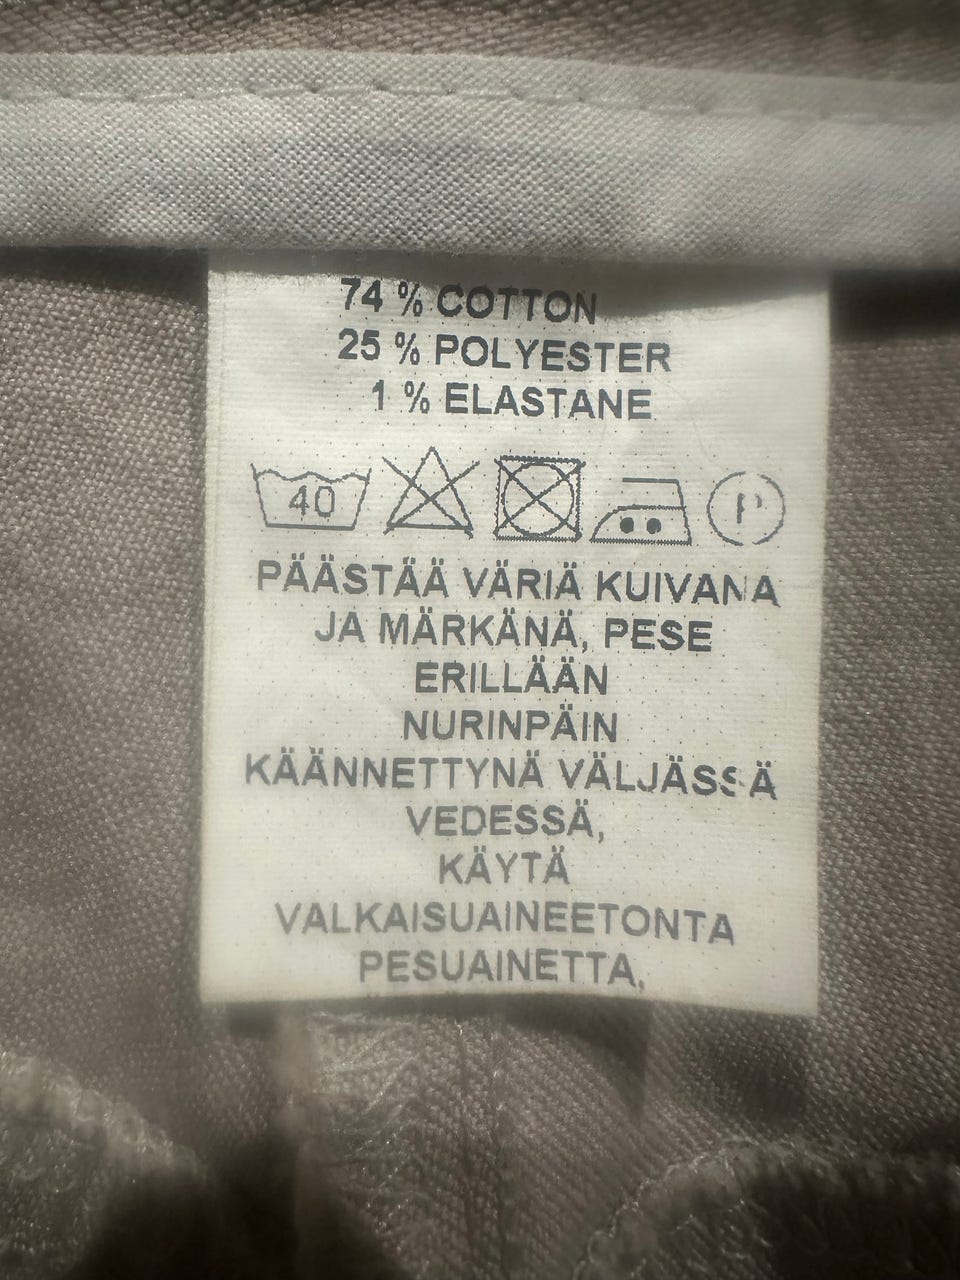 74 % COTTON
25 % POLYESTER
1 % ELASTANE
40 P
PÄÄSTÄÄ VÄRIÄ KUIVANA
JA MÄRKÄNÄ, PESE
ERILLÄÄN
NURINPÄIN
KÄÄNNETTYNÄ VÄLJÄSSÄ
VEDESSÄ,
KÄYTÄ
VALKAISUAINEETONTA
PESUAINETTA,